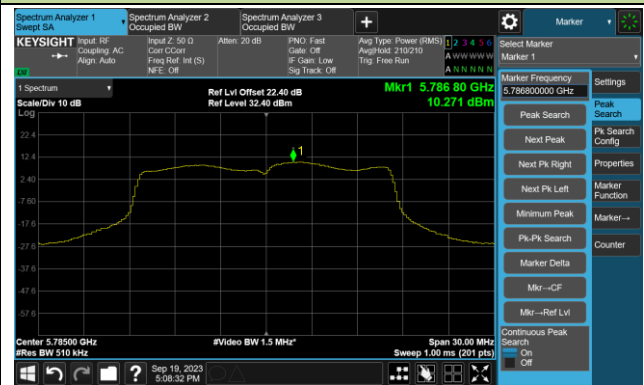 Spectrum Analyzer 1
Swept SA
Spectrum Analyzer 2
Occupied BW
Spectrum Analyzer 3
Occupied BW
+
Marker
KEYSIGHT
Input: RF
Coupling: AC
Align: Auto
Input Z: 50 Ω
Corr CCorr
Freq Ref: Int (S)
NFE: Off
Atten: 20 dB
PNO: Fast
Gate: Off
IF Gain: Low
Sig Track: Off
Avg Type: Power (RMS)
Avg|Hold: 210/210
Trig: Free Run
1 2 3 4 5 6
A W W W W W
A N N N N N
Select Marker
Marker 1
1 Spectrum
Scale/Div 10 dB
Log
Ref Lvl Offset 22.40 dB
Ref Level 32.40 dBm
Mkr1 5.786 80 GHz
10.271 dBm
Marker Frequency
5.786800000 GHz
Settings
Peak Search
Peak
Search
Next Peak
Pk Search
Config
Next Pk Right
Properties
Next Pk Left
Marker
Function
Minimum Peak
Marker→
Pk-Pk Search
Counter
Marker Delta
Mkr→CF
Mkr→Ref Lvl
Continuous Peak
Search
On
Off
22.4
12.4
2.40
-7.60
-17.6
-27.6
-37.6
-47.6
-57.6
1
Center 5.78500 GHz
#Res BW 510 kHz
#Video BW 1.5 MHz*
Span 30.00 MHz
Sweep 1.00 ms (201 pts)
?
Sep 19, 2023
5:08:32 PM